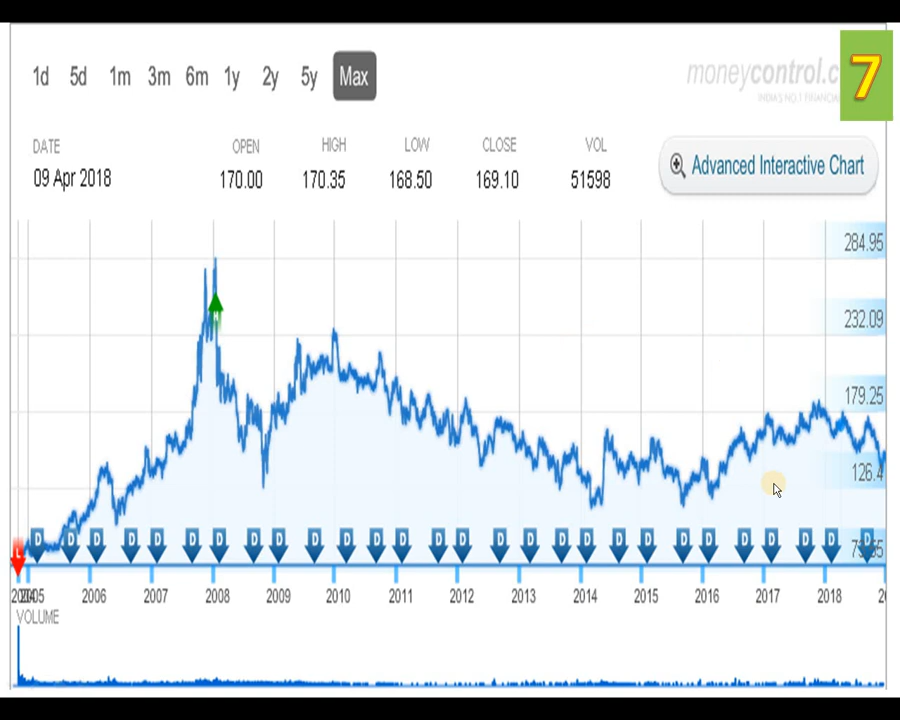 1d 5d 1m 3m 6m 1y 2y 5y Max
moneycontrol.c
INDIA'S NO.1 FINANCIA
7
DATE OPEN HIGH LOW CLOSE VOL
09 Apr 2018 170.00 170.35 168.50 169.10 51598
Advanced Interactive Chart
284.95
232.09
179.25
126.4
D D D D D D D D D D D D D D D D D D D D D D D D D D D D
L
2005 2006 2007 2008 2009 2010 2011 2012 2013 2014 2015 2016 2017 2018
VOLUME